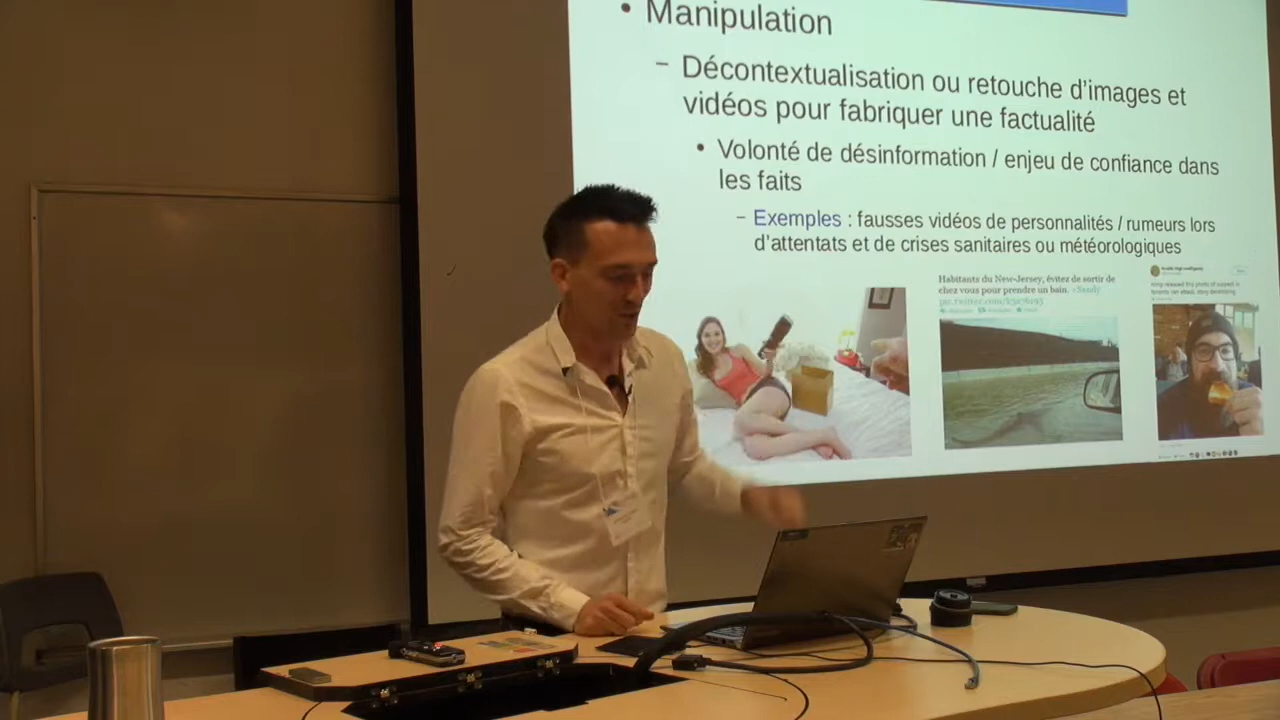 • Manipulation
– Décontextualisation ou retouche d’images et
vidéos pour fabriquer une factualité
• Volonté de désinformation / enjeu de confiance dans
les faits
– Exemples : fausses vidéos de personnalités / rumeurs lors
d’attentats et de crises sanitaires ou météorologiques
Habitants du New-Jersey, évitez de sortir de
chez vous pour prendre un bain. #Sandy